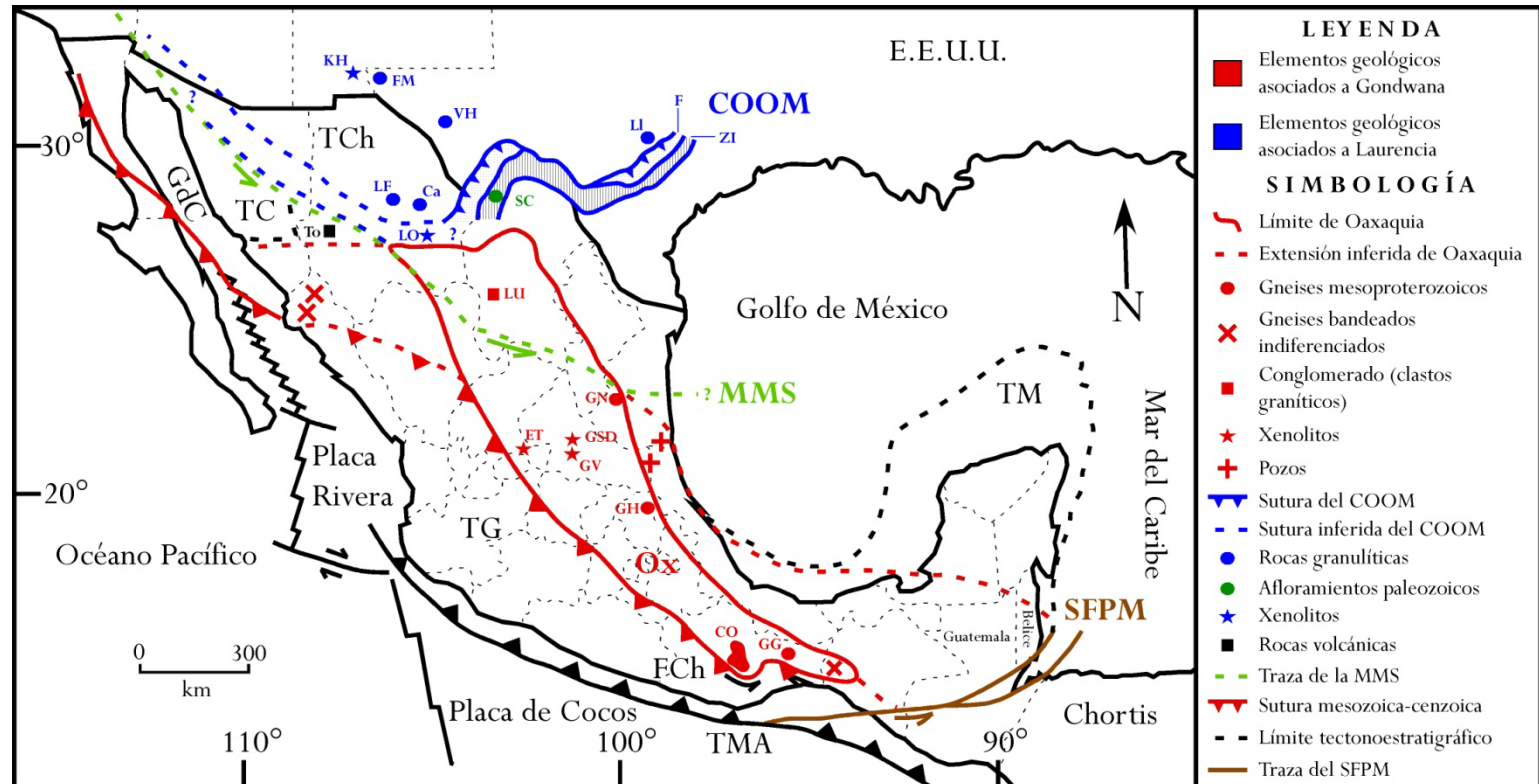 E.E.U.U.
KH
FM
VH
Ll
F
COOM
ZI
30°
TCh
?
GdC
TC
LF
Ca
SC
To
LO
?
LU
Golfo de México
N
Mar del Caribe
TM
? MMS
GN
ET
GSD
GV
Placa
Rivera
20°
GH
TG
Océano Pacífico
Ox
SFPM
Guatemala
Belice
CO
GG
FCh
0 300
km
Placa de Cocos
TMA
Chortis
110°
100°
90°
LEYENDA
Elementos geológicos
asociados a Gondwana
Elementos geológicos
asociados a Laurencia
SIMBOLOGÍA
Límite de Oaxaquia
Extensión inferida de Oaxaquia
Gneises mesoproterozoicos
Gneises bandeados
indiferenciados
Conglomerado (clastos
graníticos)
Xenolitos
Pozos
Sutura del COOM
Sutura inferida del COOM
Rocas granulíticas
Afloramientos paleozoicos
Xenolitos
Rocas volcánicas
Traza de la MMS
Sutura mesozoica-cenzoica
Límite tectonoestratigráfico
Traza del SFPM